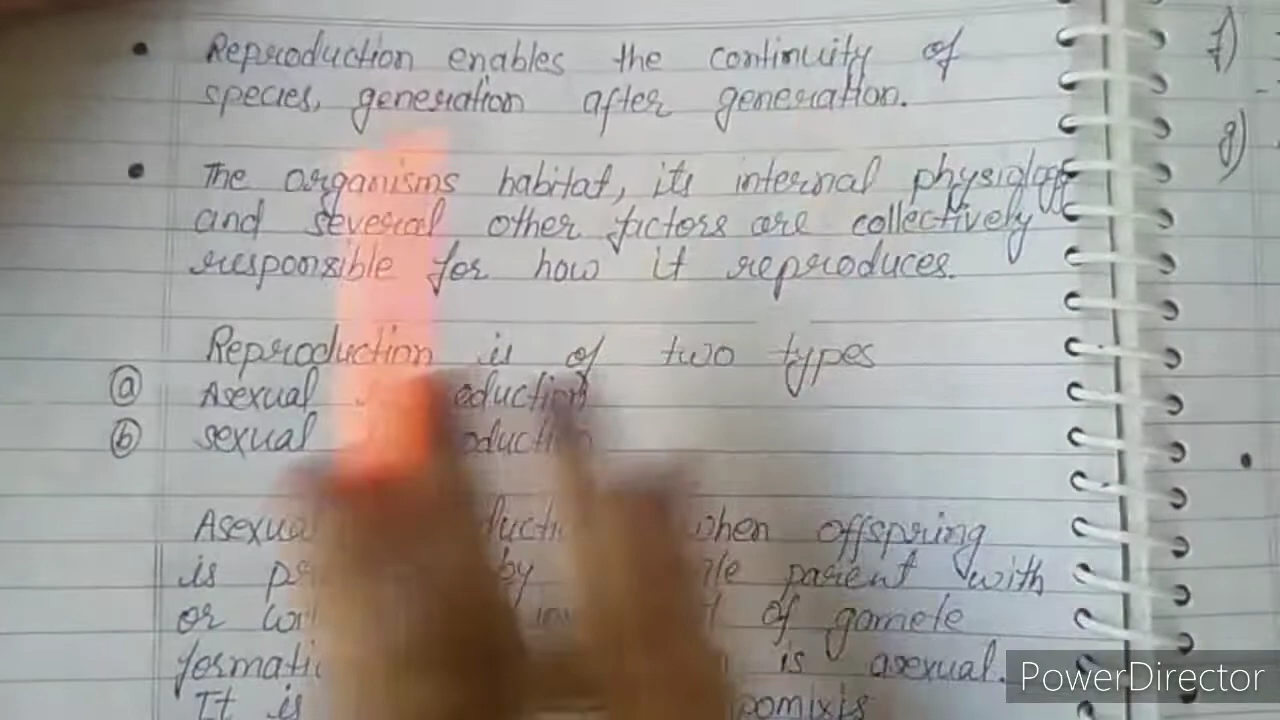 • Reproduction enables the continuity of
species, generation after generation.
• The organisms habitat, its internal physiology
and several other factors are collectively
responsible for how it reproduces.
Reproduction is of two types
ⓐ Asexual
ⓑ sexual
Asexual when offspring
is by parent with
or of gamete
is asexual.
It is
f)
g)
•
PowerDirector